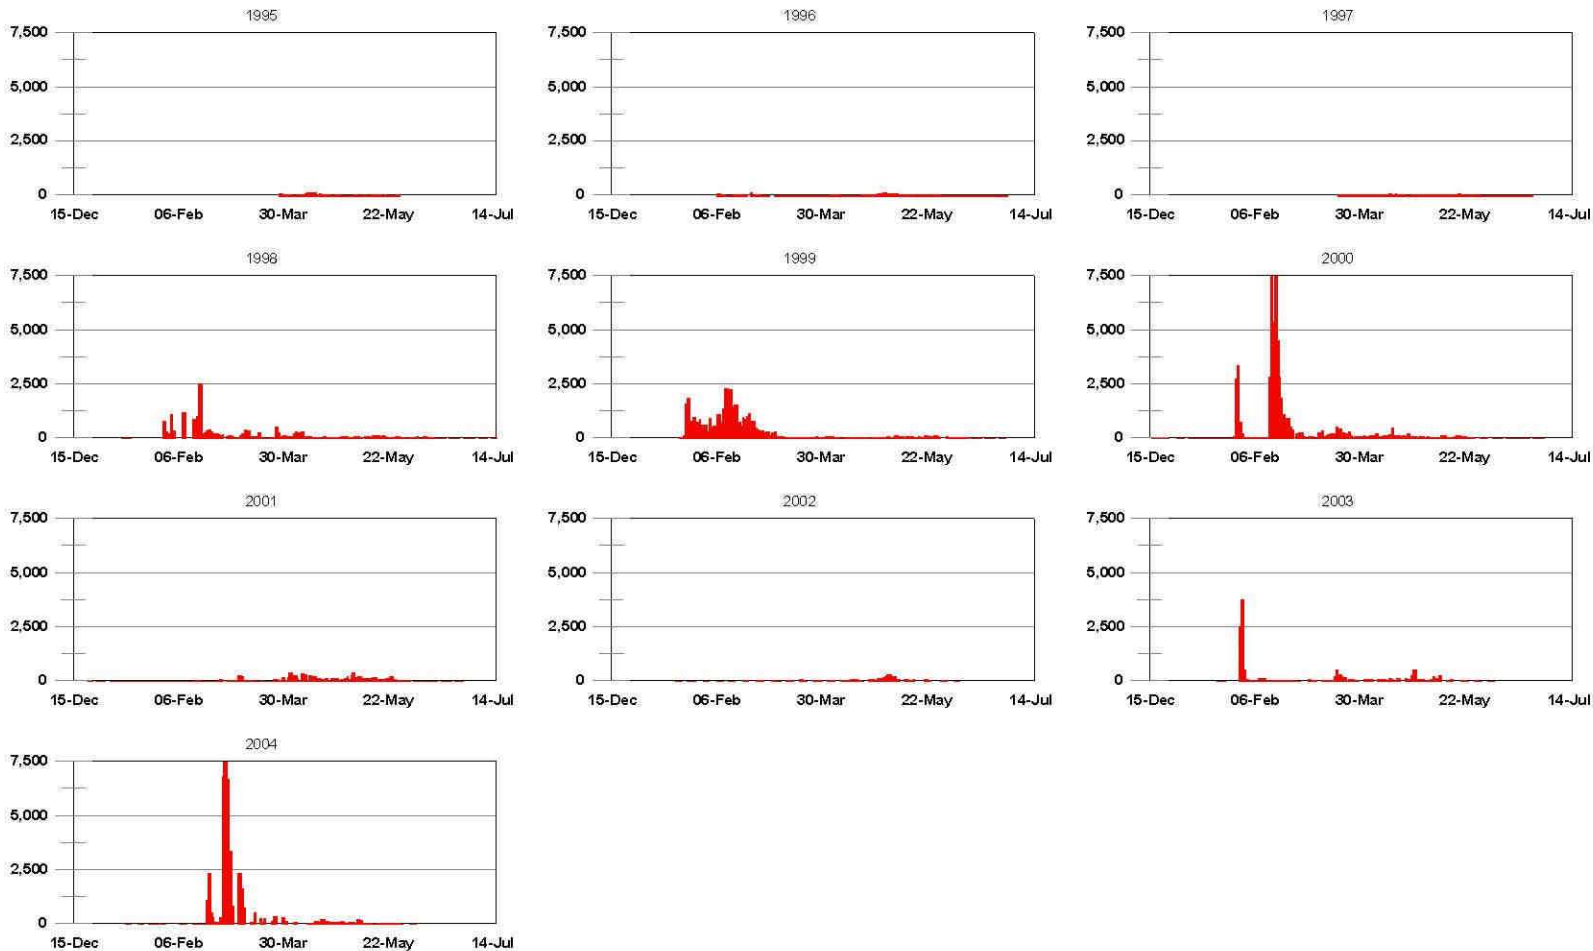 1995 1996 1997
7,500 7,500 7,500
5,000 5,000 5,000
2,500 2,500 2,500
0 0 0
15-Dec 06-Feb 30-Mar 22-May 14-Jul 15-Dec 06-Feb 30-Mar 22-May 14-Jul 15-Dec 06-Feb 30-Mar 22-May 14-Jul
1998 1999 2000
7,500 7,500 7,500
5,000 5,000 5,000
2,500 2,500 2,500
0 0 0
15-Dec 06-Feb 30-Mar 22-May 14-Jul 15-Dec 06-Feb 30-Mar 22-May 14-Jul 15-Dec 06-Feb 30-Mar 22-May 14-Jul
2001 2002 2003
7,500 7,500 7,500
5,000 5,000 5,000
2,500 2,500 2,500
0 0 0
15-Dec 06-Feb 30-Mar 22-May 14-Jul 15-Dec 06-Feb 30-Mar 22-May 14-Jul 15-Dec 06-Feb 30-Mar 22-May 14-Jul
2004
7,500
5,000
2,500
0
15-Dec 06-Feb 30-Mar 22-May 14-Jul